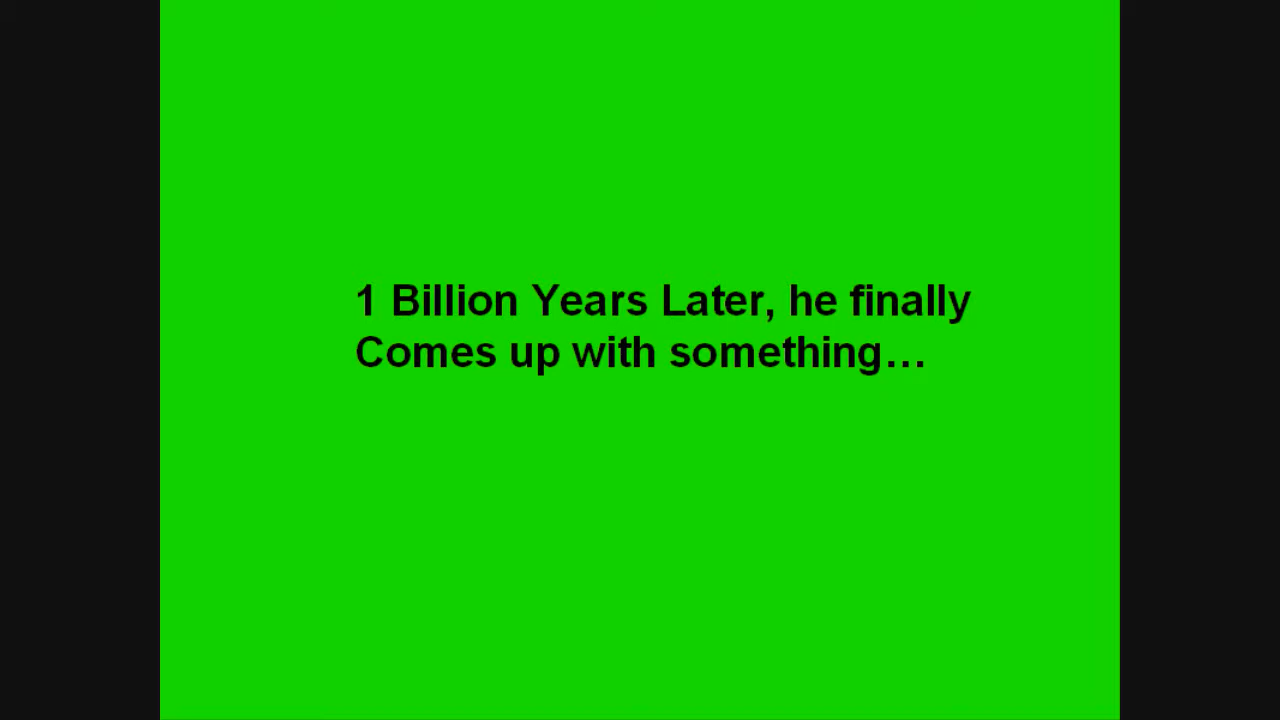 1 Billion Years Later, he finally
Comes up with something...